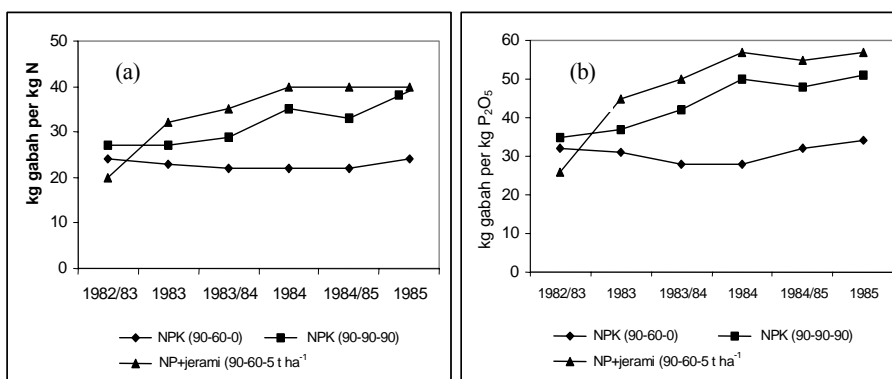 (a)
kg gabah per kg N
50
40
30
20
10
0
1982/83 1983 1983/84 1984 1984/85 1985
NPK (90-60-0) NPK (90-90-90)
NP+jerami (90-60-5 t ha⁻¹
(b)
kg gabah per kg P₂O₅
60
50
40
30
20
10
0
1982/83 1983 1983/84 1984 1984/85 1985
NPK (90-60-0) NPK (90-90-90)
NP+jerami (90-60-5 t ha⁻¹